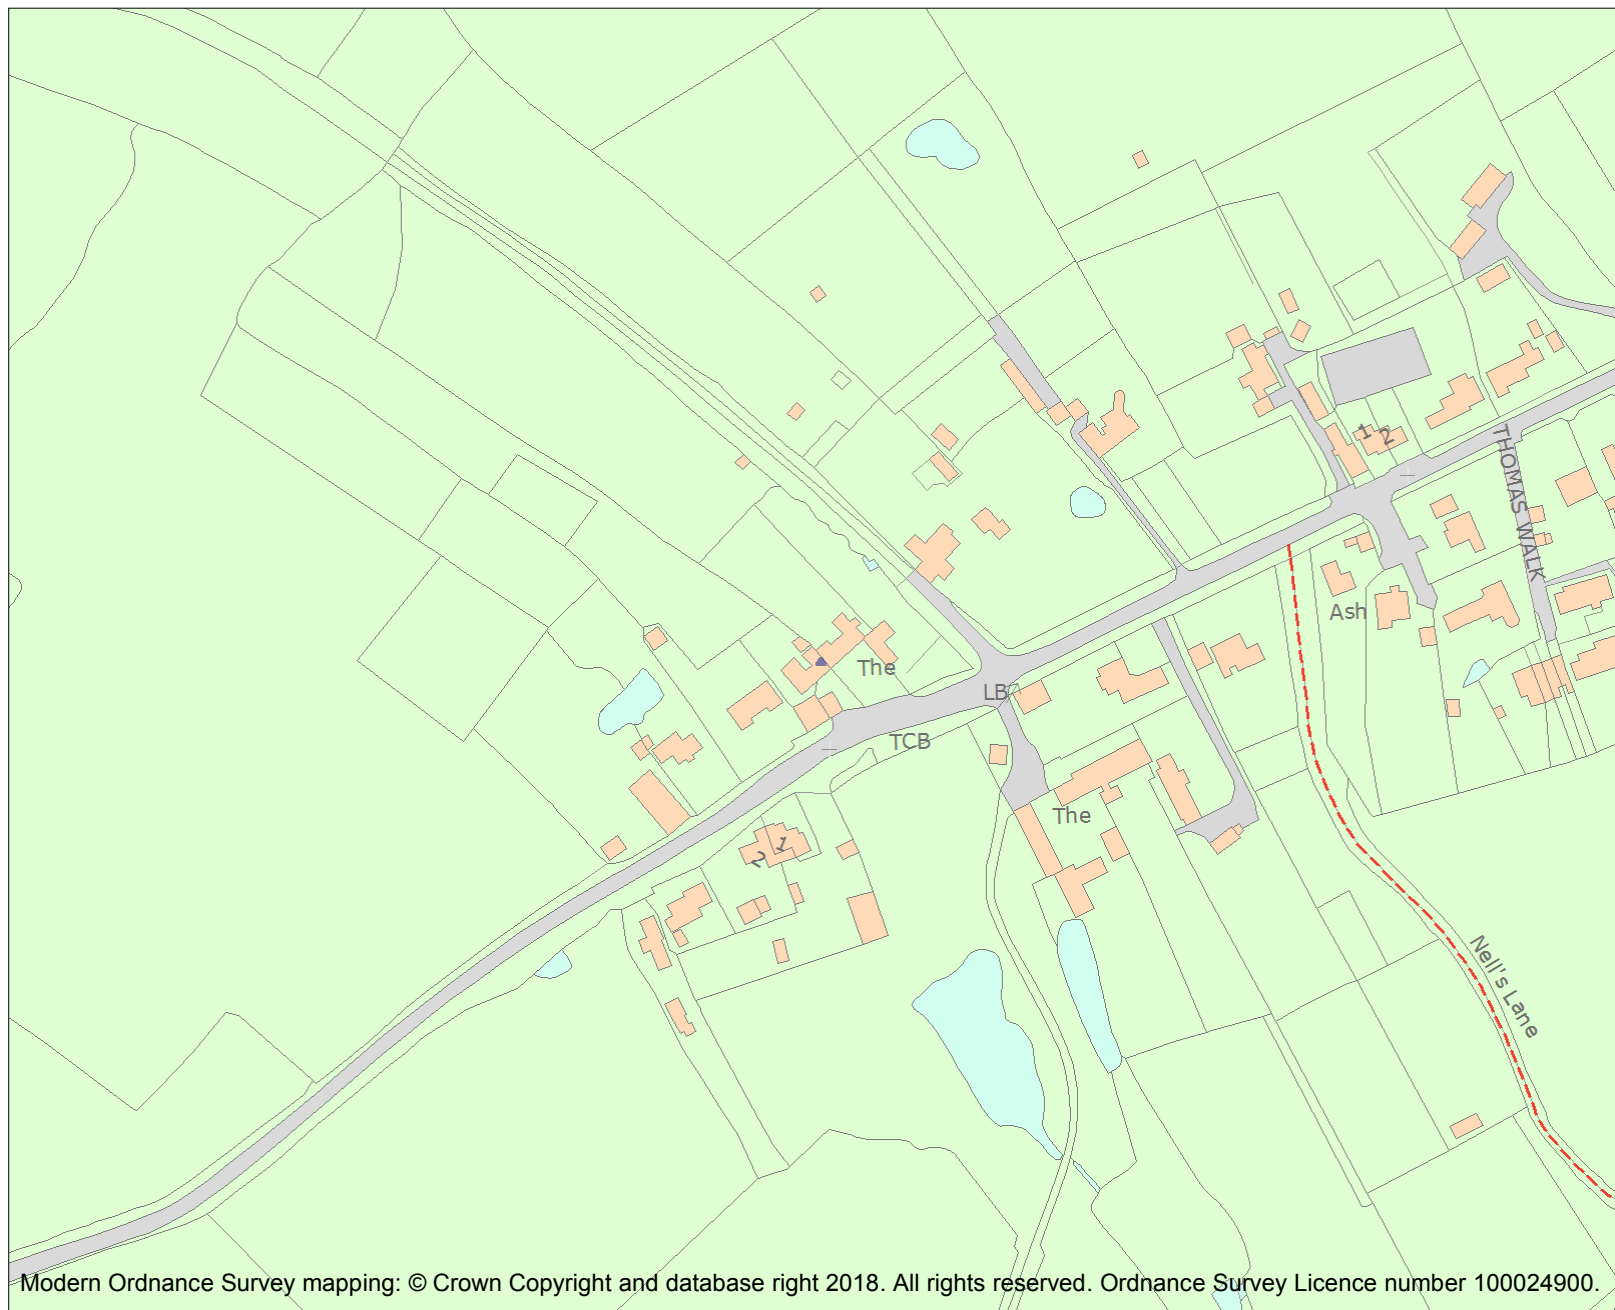 1
2
THOMAS WALK
Ash
The
LB
TCB
The
1
2
Nell's Lane
Modern Ordnance Survey mapping: © Crown Copyright and database right 2018. All rights reserved. Ordnance Survey Licence number 100024900.